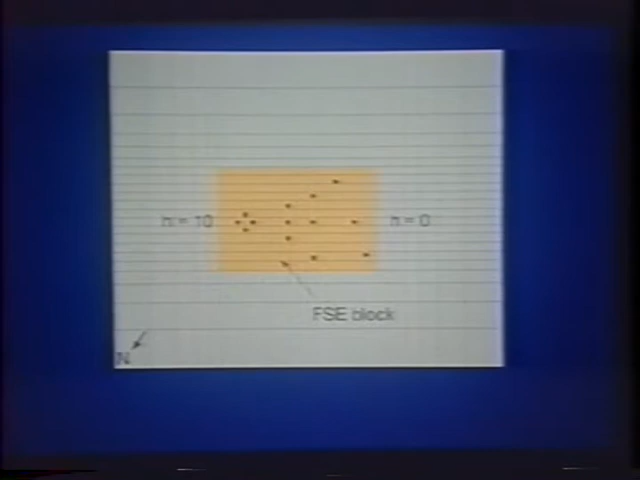 h = 10
h = 0
FSE block
N